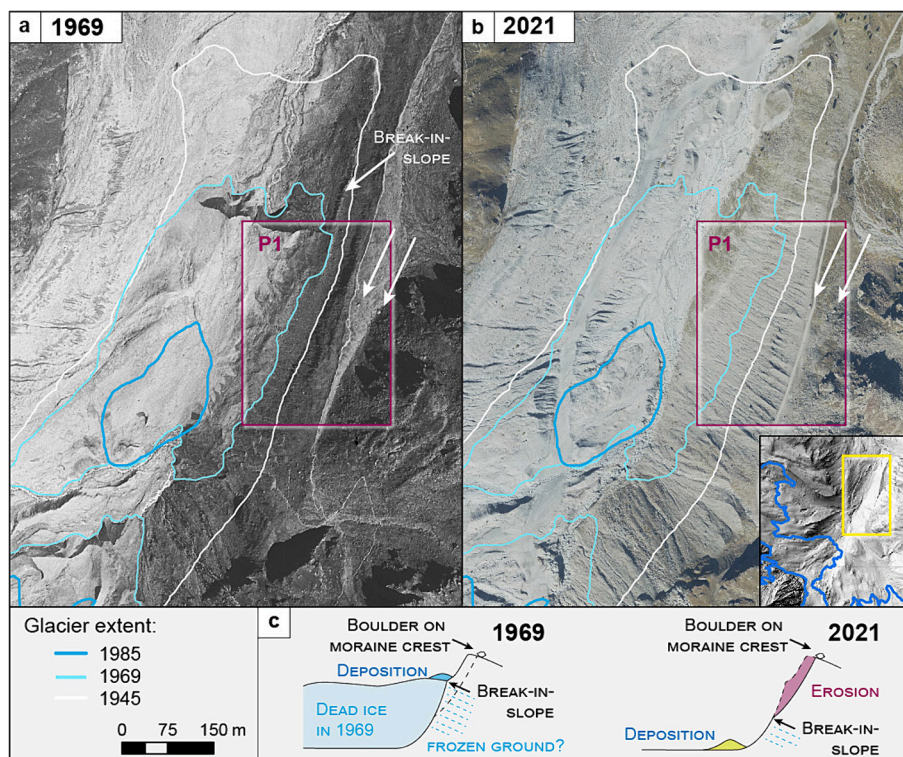 a 1969
BREAK-IN-
SLOPE
P1
b 2021
P1
Glacier extent:
1985
1969
1945
0 75 150 m
c
BOULDER ON
MORAINE CREST
1969
DEPOSITION
BREAK-IN-
SLOPE
DEAD ICE
IN 1969
FROZEN GROUND?
BOULDER ON
MORAINE CREST
2021
EROSION
DEPOSITION
BREAK-IN-
SLOPE